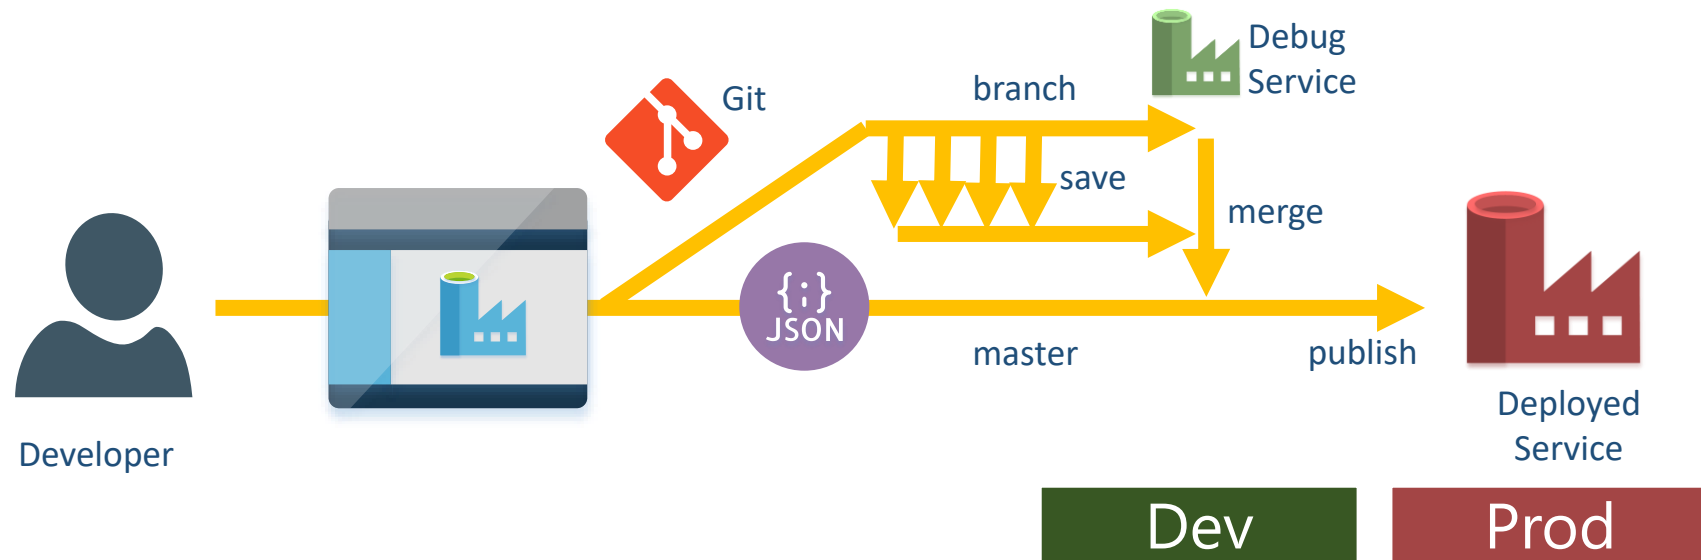 Debug
Service
Git
branch
save
merge
{;}
JSON
master
publish
Developer
Deployed
Service
Dev
Prod